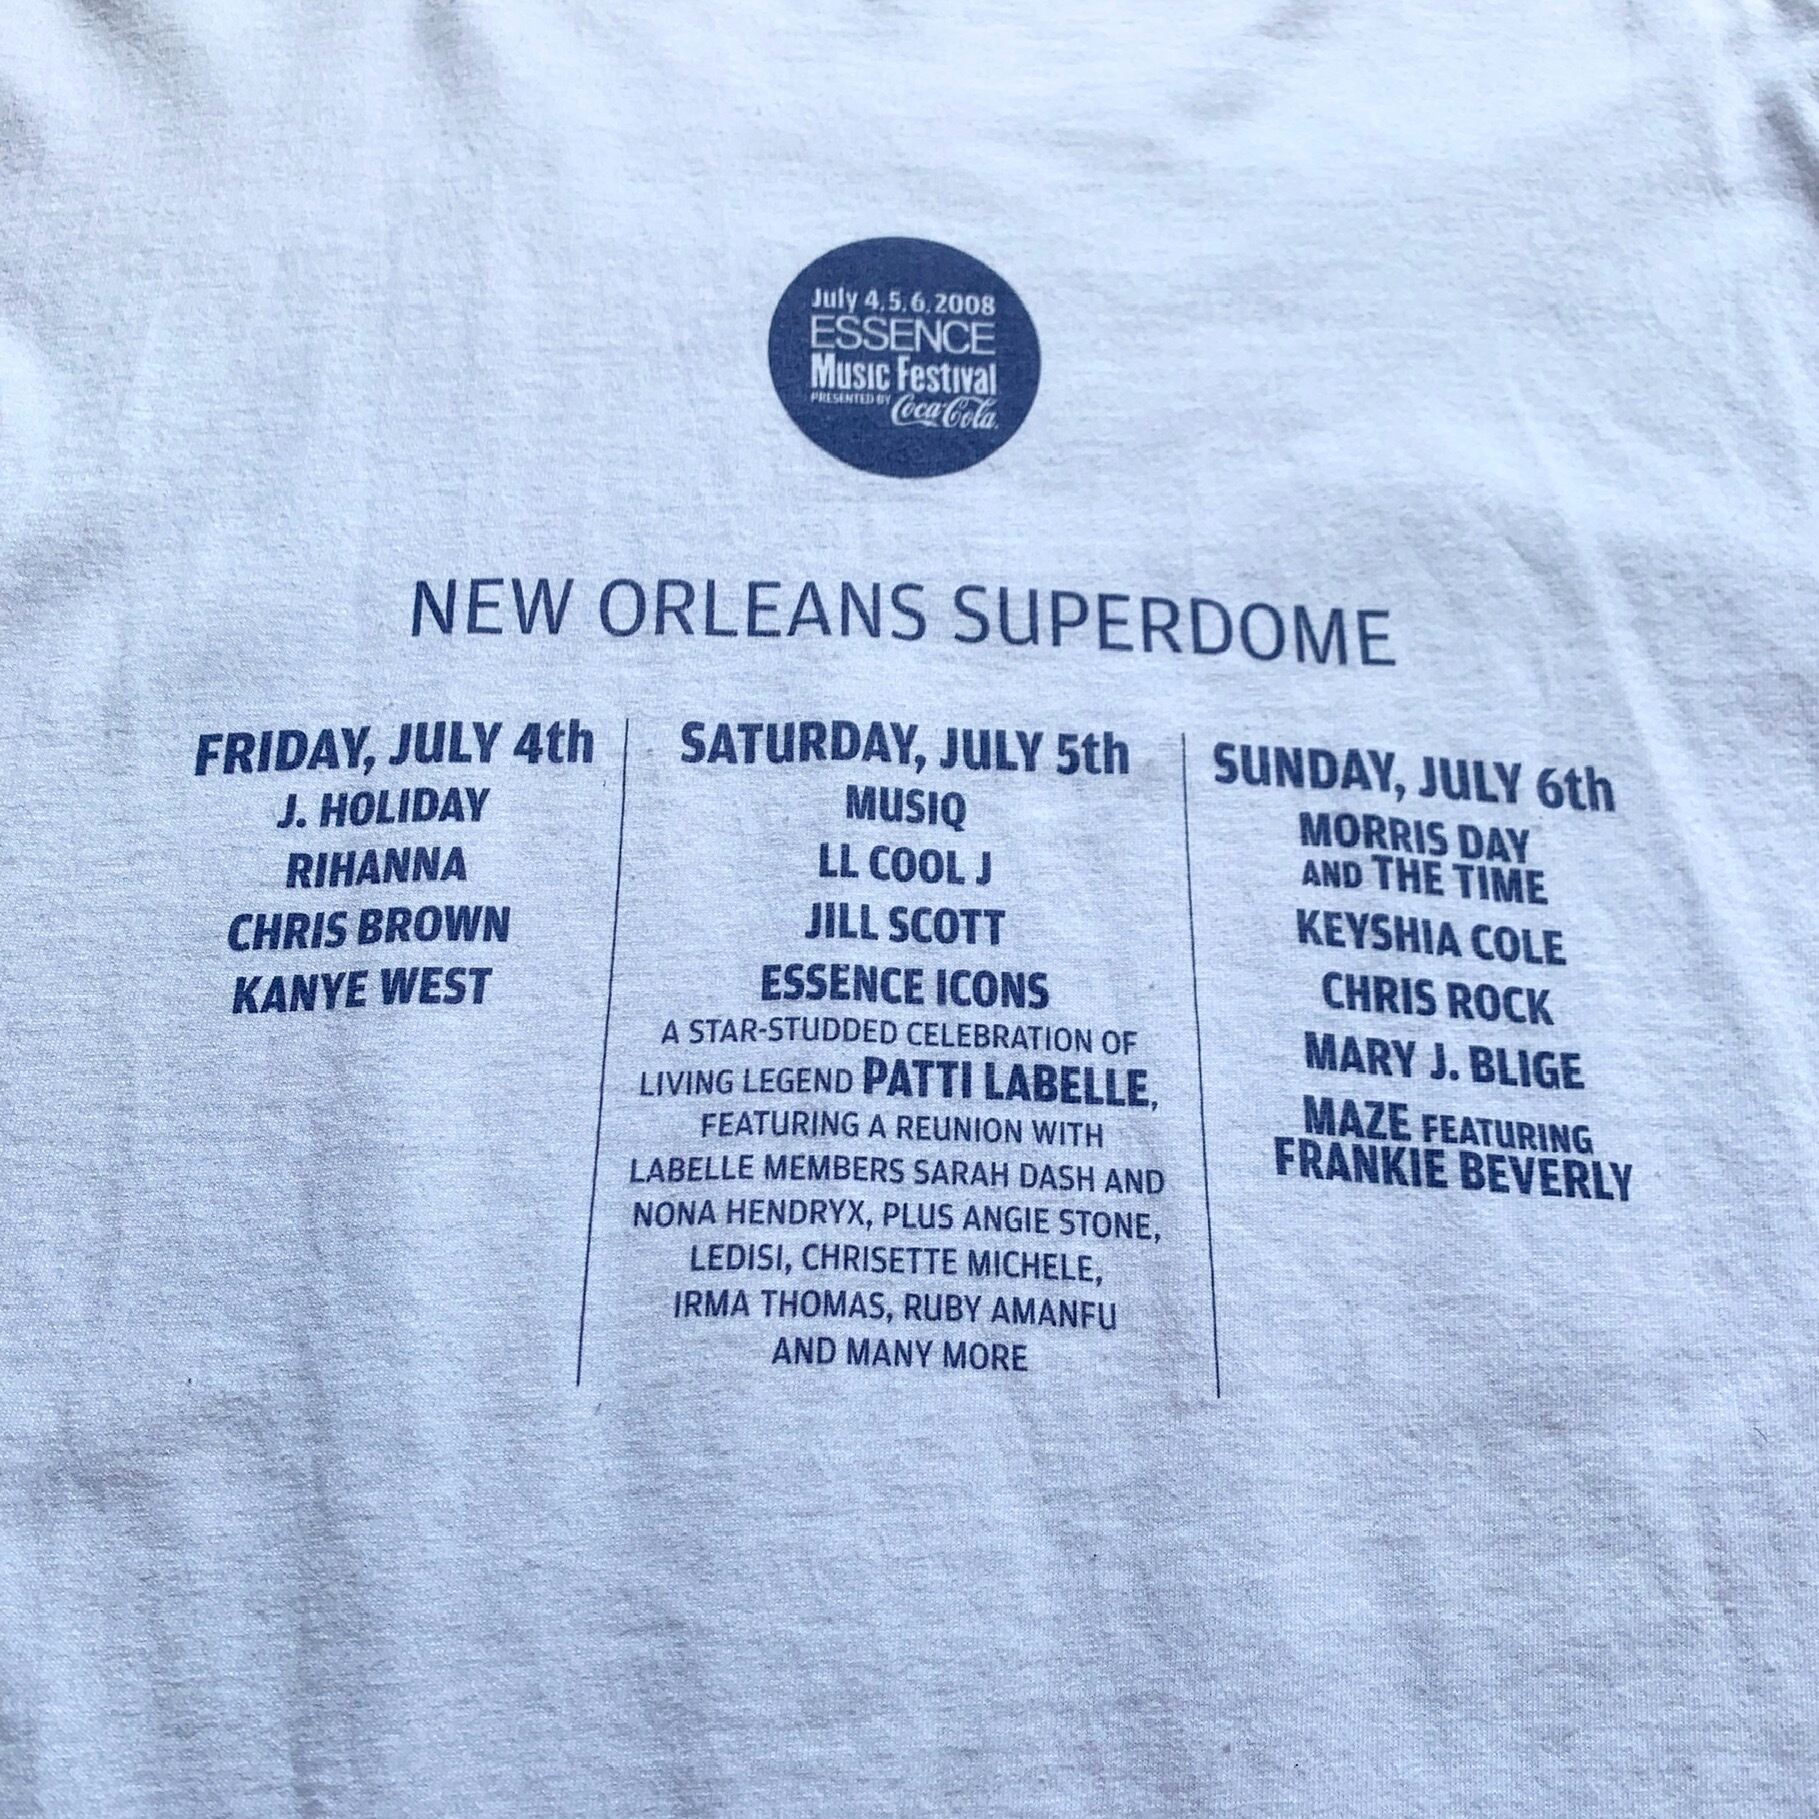 July 4, 5, 6, 2008
ESSENCE
Music Festival
PRESENTED BY Coca-Cola
NEW ORLEANS SUPERDOME
FRIDAY, JULY 4th
J. HOLIDAY
RIHANNA
CHRIS BROWN
KANYE WEST
SATURDAY, JULY 5th
MUSIQ
LL COOL J
JILL SCOTT
ESSENCE ICONS
A STAR-STUDDED CELEBRATION OF
LIVING LEGEND PATTI LABELLE,
FEATURING A REUNION WITH
LABELLE MEMBERS SARAH DASH AND
NONA HENDRYX, PLUS ANGIE STONE,
LEDISI, CHRISETTE MICHELE,
IRMA THOMAS, RUBY AMANFU
AND MANY MORE
SUNDAY, JULY 6th
MORRIS DAY
AND THE TIME
KEYSHIA COLE
CHRIS ROCK
MARY J. BLIGE
MAZE FEATURING
FRANKIE BEVERLY